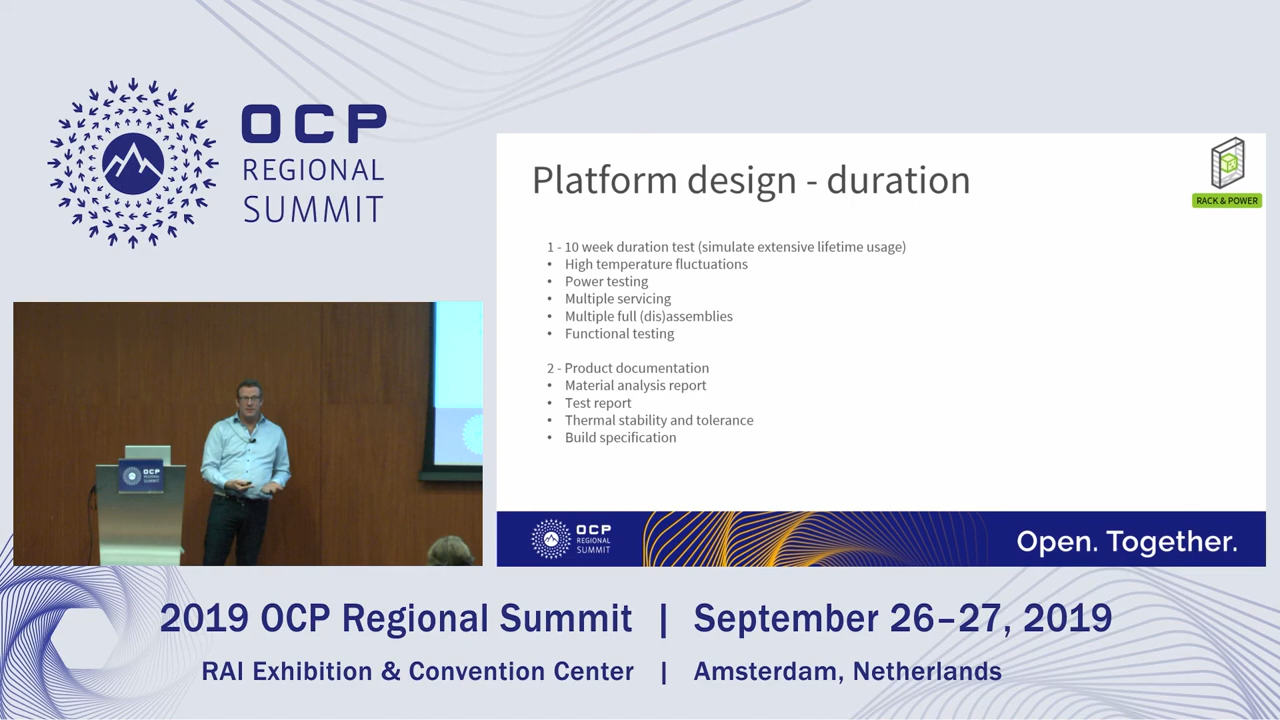 OCP
REGIONAL
SUMMIT
Platform design - duration
RACK & POWER
1 - 10 week duration test (simulate extensive lifetime usage)
• High temperature fluctuations
• Power testing
• Multiple servicing
• Multiple full (dis)assemblies
• Functional testing
2 - Product documentation
• Material analysis report
• Test report
• Thermal stability and tolerance
• Build specification
OCP
REGIONAL
SUMMIT
OCP
REGIONAL
SUMMIT
Open. Together.
2019 OCP Regional Summit | September 26–27, 2019
RAI Exhibition & Convention Center | Amsterdam, Netherlands